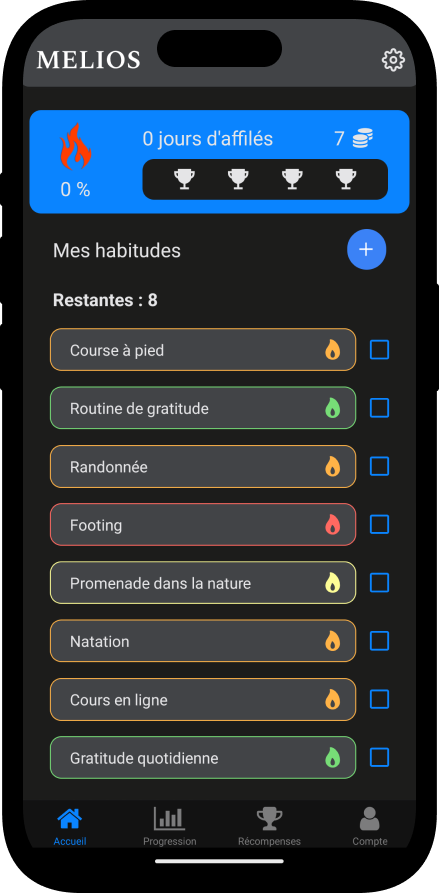 MELIOS
0 jours d'affilés
7
0 %
Mes habitudes
Restantes : 8
Course à pied
Routine de gratitude
Randonnée
Footing
Promenade dans la nature
Natation
Cours en ligne
Gratitude quotidienne
Accueil Progression Récompenses Compte